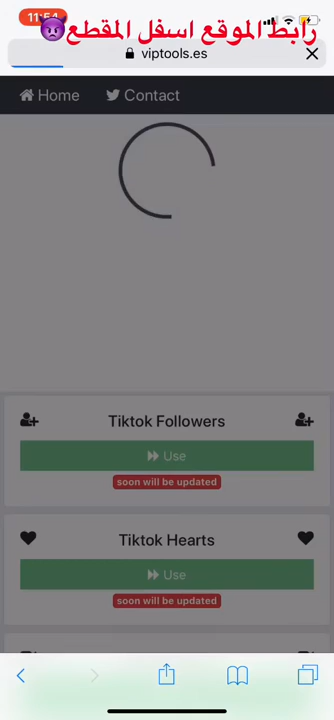 رابط الموقع اسفل المقطع😈
viptools.es
Home
Contact
Tiktok Followers
Use
soon will be updated
Tiktok Hearts
Use
soon will be updated